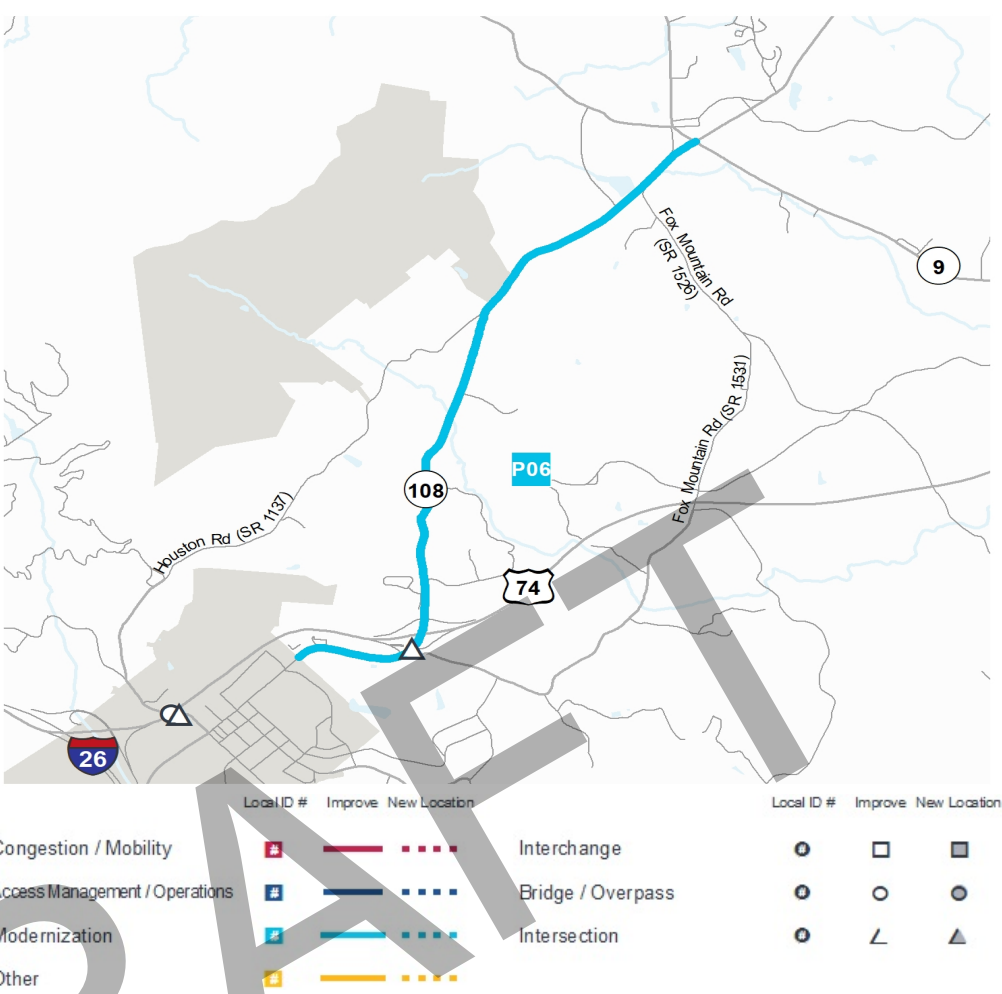 9
Fox Mountain Rd
(SR 1526)
Fox Mountain Rd (SR 1531)
P06
108
Houston Rd (SR 1137)
74
26
Local ID # Improve New Location
Local ID # Improve New Location
Congestion / Mobility #
Interchange #
Access Management / Operations #
Bridge / Overpass #
Modernization #
Intersection #
Other #
RAFT